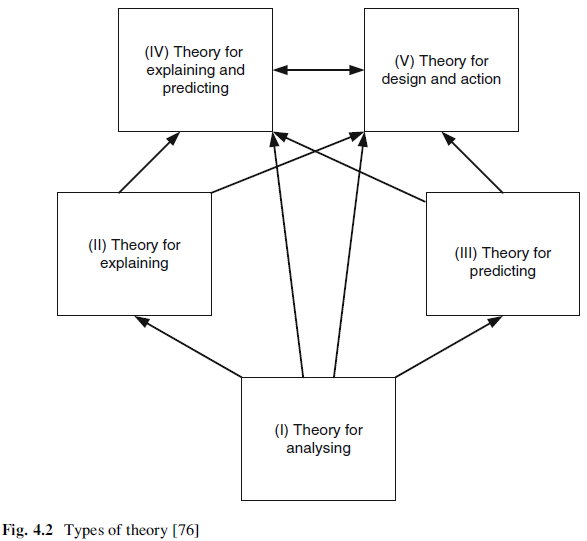 (IV) Theory for
explaining and
predicting
(V) Theory for
design and action
(II) Theory for
explaining
(III) Theory for
predicting
(I) Theory for
analysing
Fig. 4.2 Types of theory [76]